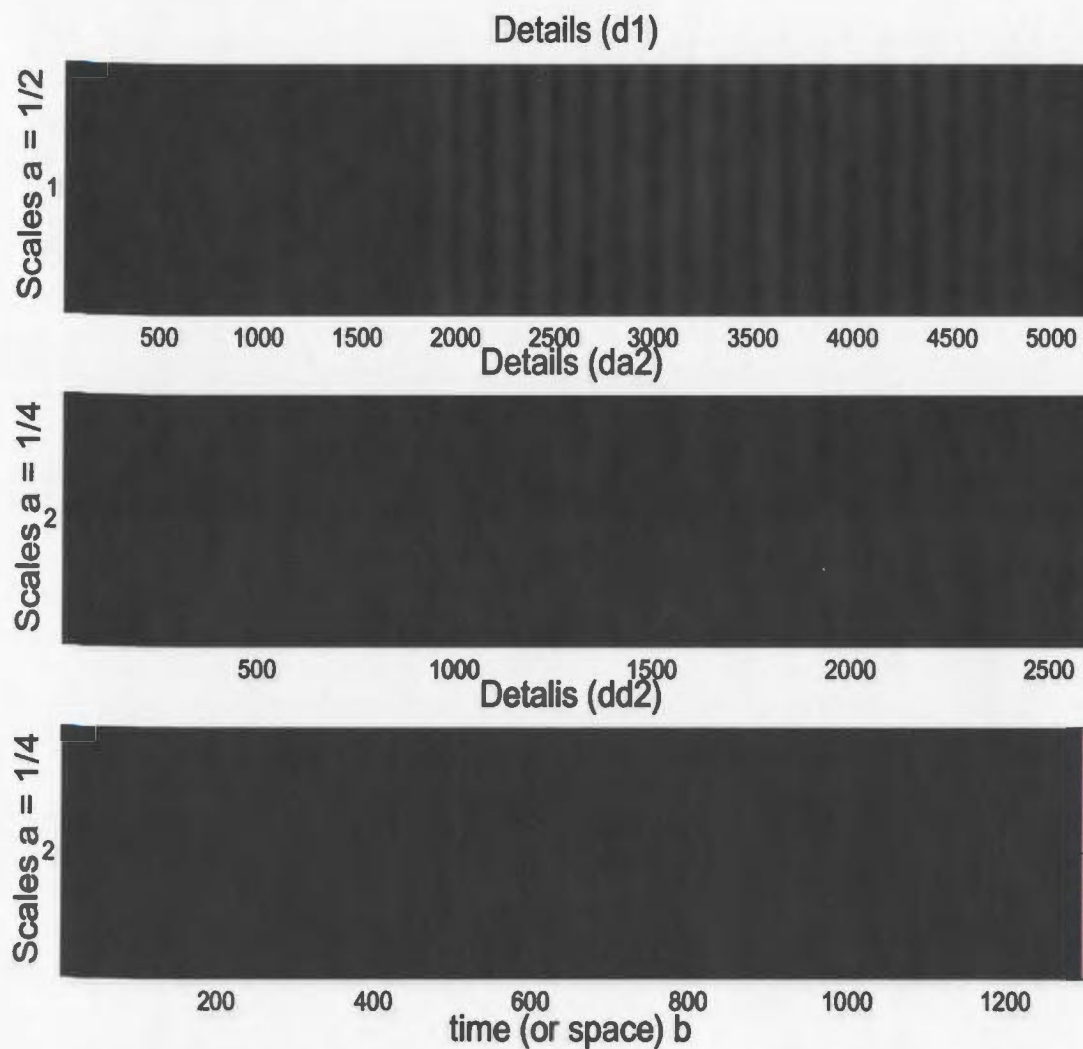 Details (d1)
Scales a = 1/2
1
500 1000 1500 2000 2500 3000 3500 4000 4500 5000
Details (da2)
Scales a = 1/4
2
500 1000 1500 2000 2500
Detalis (dd2)
Scales a = 1/4
2
200 400 600 800 1000 1200
time (or space) b